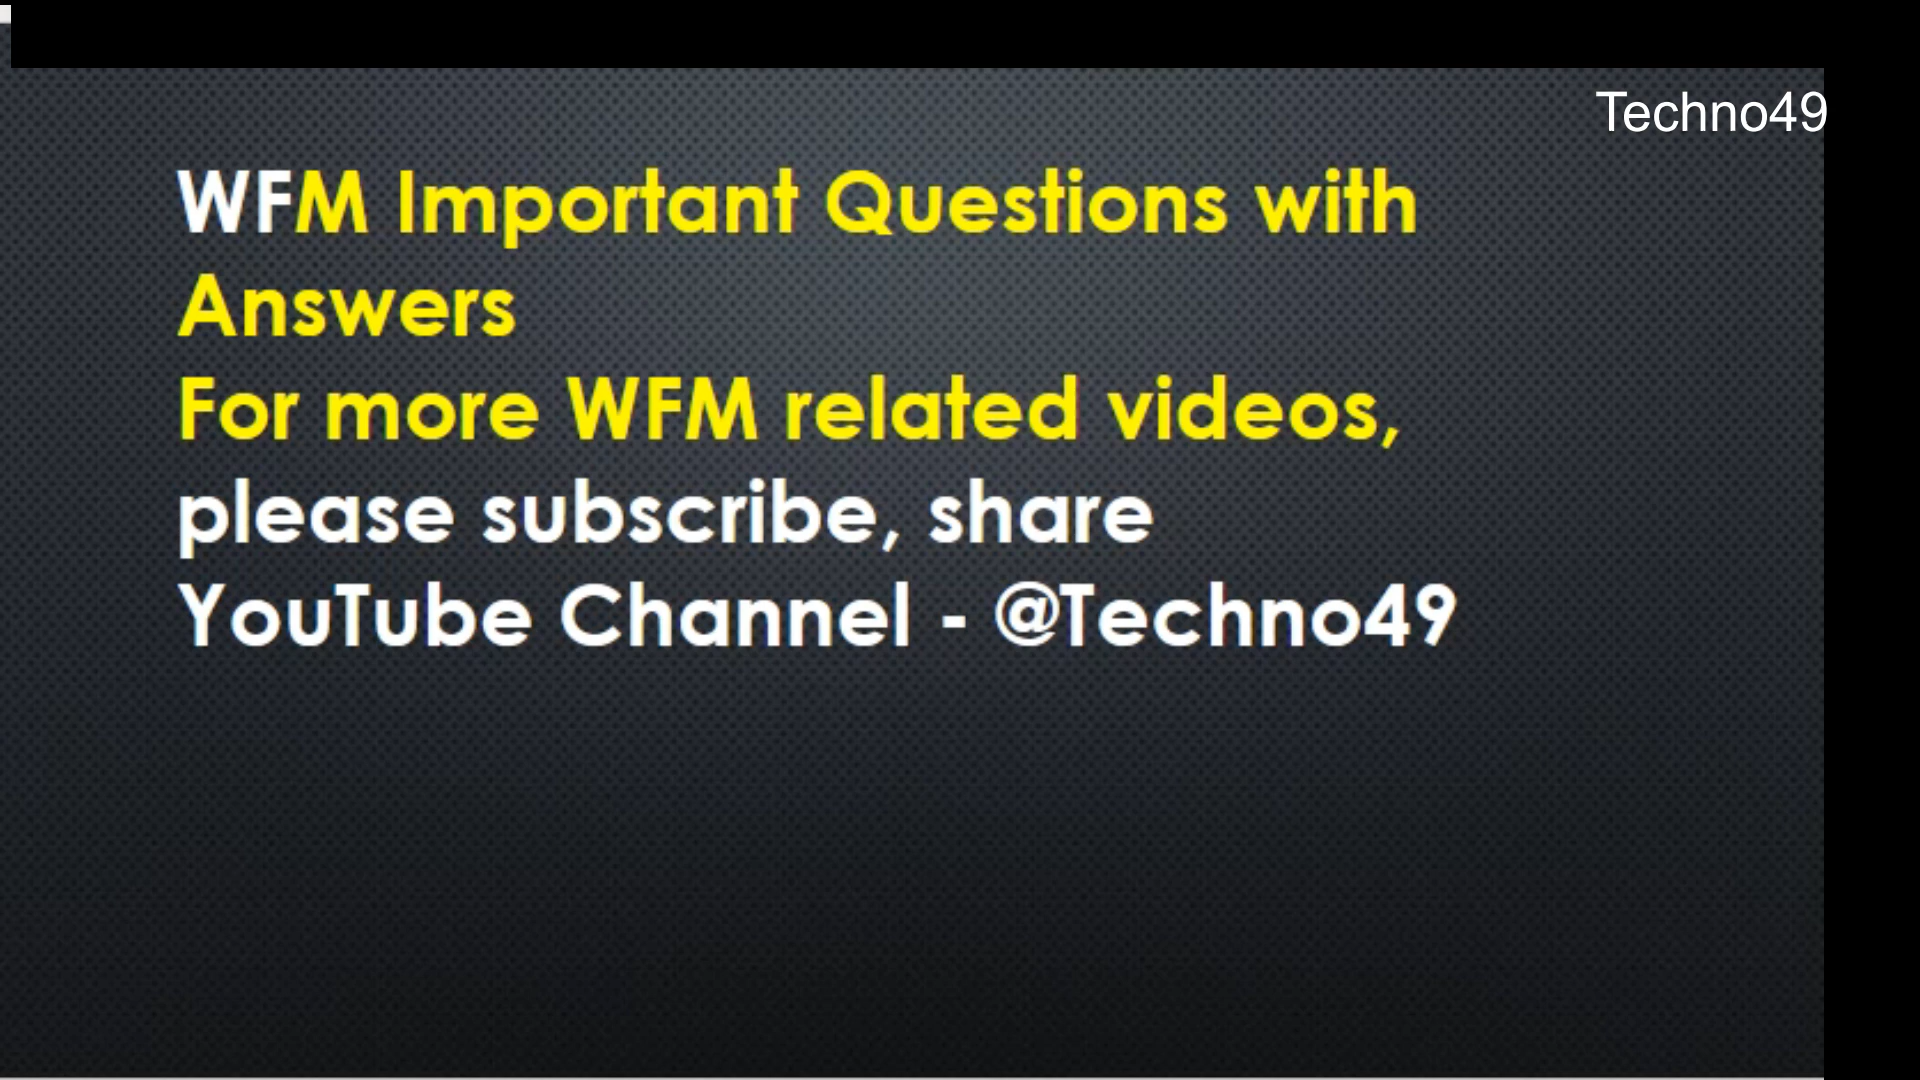 Techno49
WFM Important Questions with
Answers
For more WFM related videos,
please subscribe, share
YouTube Channel - @Techno49